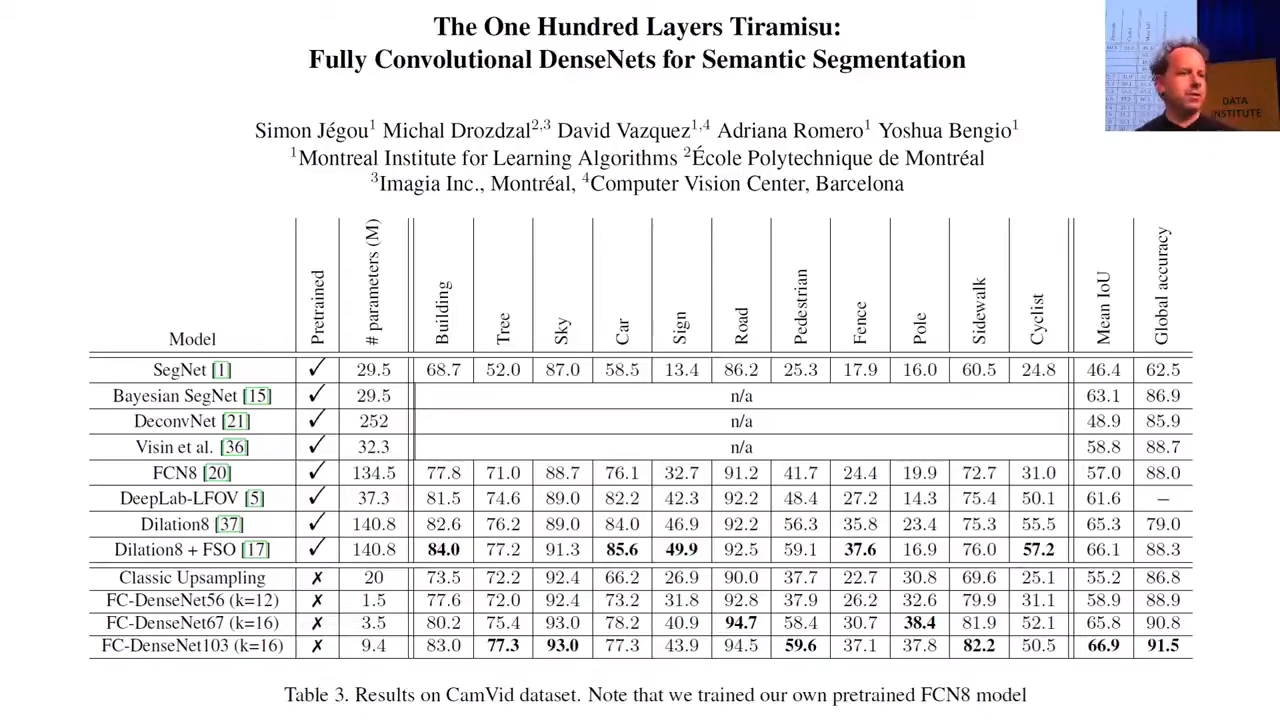 The One Hundred Layers Tiramisu:
Fully Convolutional DenseNets for Semantic Segmentation
Simon Jégou1 Michal Drozdzal2,3 David Vazquez1,4 Adriana Romero1 Yoshua Bengio1
1Montreal Institute for Learning Algorithms 2École Polytechnique de Montréal
3Imagia Inc., Montréal, 4Computer Vision Center, Barcelona
DATA
INSTITUTE
Model Pretrained # parameters (M) Building Tree Sky Car Sign Road Pedestrian Fence Pole Sidewalk Cyclist Mean IoU Global accuracy
SegNet [1] ✓ 29.5 68.7 52.0 87.0 58.5 13.4 86.2 25.3 17.9 16.0 60.5 24.8 46.4 62.5
Bayesian SegNet [15] ✓ 29.5 n/a 63.1 86.9
DeconvNet [21] ✓ 252 n/a 48.9 85.9
Visin et al. [36] ✓ 32.3 n/a 58.8 88.7
FCN8 [20] ✓ 134.5 77.8 71.0 88.7 76.1 32.7 91.2 41.7 24.4 19.9 72.7 31.0 57.0 88.0
DeepLab-LFOV [5] ✓ 37.3 81.5 74.6 89.0 82.2 42.3 92.2 48.4 27.2 14.3 75.4 50.1 61.6 –
Dilation8 [37] ✓ 140.8 82.6 76.2 89.0 84.0 46.9 92.2 56.3 35.8 23.4 75.3 55.5 65.3 79.0
Dilation8 + FSO [17] ✓ 140.8 84.0 77.2 91.3 85.6 49.9 92.5 59.1 37.6 16.9 76.0 57.2 66.1 88.3
Classic Upsampling ✗ 20 73.5 72.2 92.4 66.2 26.9 90.0 37.7 22.7 30.8 69.6 25.1 55.2 86.8
FC-DenseNet56 (k=12) ✗ 1.5 77.6 72.0 92.4 73.2 31.8 92.8 37.9 26.2 32.6 79.9 31.1 58.9 88.9
FC-DenseNet67 (k=16) ✗ 3.5 80.2 75.4 93.0 78.2 40.9 94.7 58.4 30.7 38.4 81.9 52.1 65.8 90.8
FC-DenseNet103 (k=16) ✗ 9.4 83.0 77.3 93.0 77.3 43.9 94.5 59.6 37.1 37.8 82.2 50.5 66.9 91.5
Table 3. Results on CamVid dataset. Note that we trained our own pretrained FCN8 model